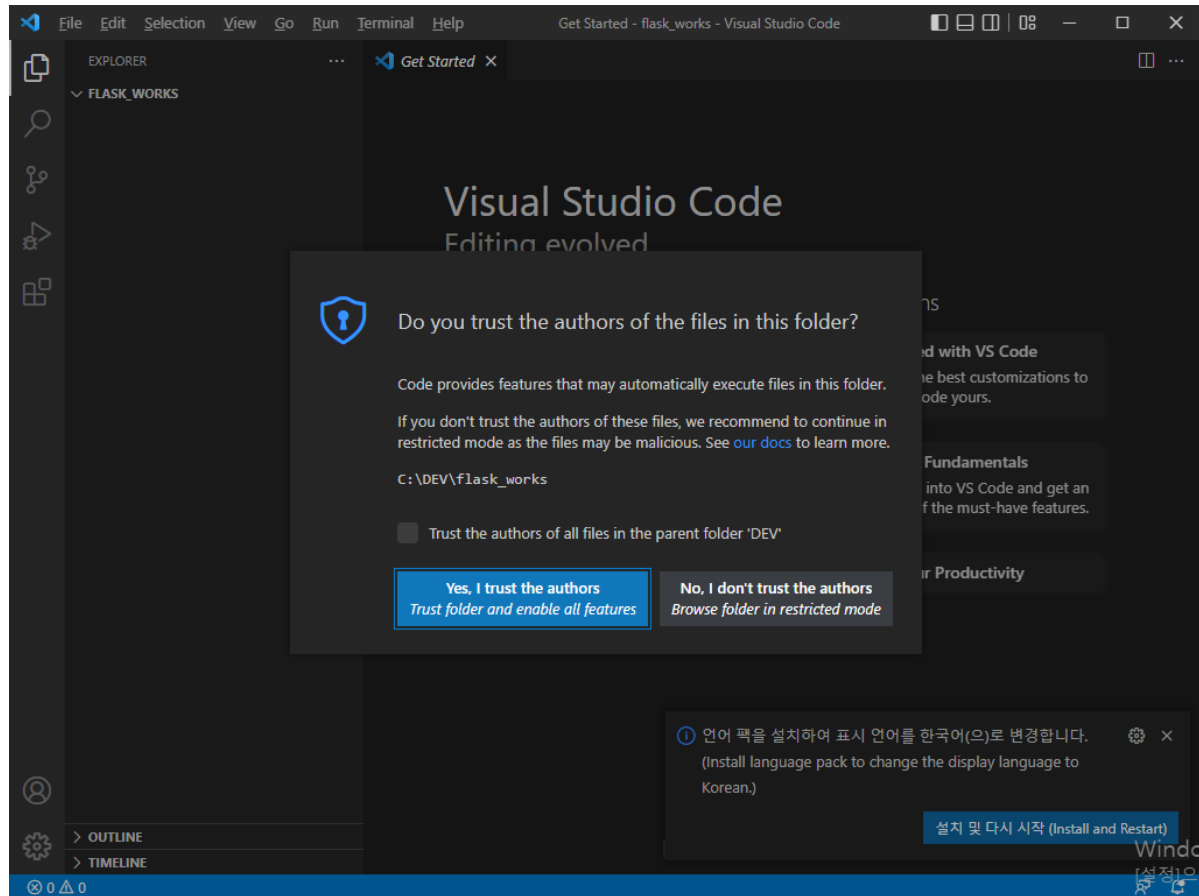 File Edit Selection View Go Run Terminal Help
Get Started - flask_works - Visual Studio Code
EXPLORER
Get Started
FLASK_WORKS
Visual Studio Code
Editing evolved
Do you trust the authors of the files in this folder?
Code provides features that may automatically execute files in this folder.
If you don't trust the authors of these files, we recommend to continue in
restricted mode as the files may be malicious. See our docs to learn more.
C:\DEV\flask_works
Trust the authors of all files in the parent folder 'DEV'
Yes, I trust the authors
Trust folder and enable all features
No, I don't trust the authors
Browse folder in restricted mode
with VS Code
best customizations to
yours.
Fundamentals
into VS Code and get an
the must-have features.
Productivity
언어 팩을 설치하여 표시 언어를 한국어(으)로 변경합니다.
(Install language pack to change the display language to
Korean.)
설치 및 다시 시작 (Install and Restart)
OUTLINE
TIMELINE
0 0